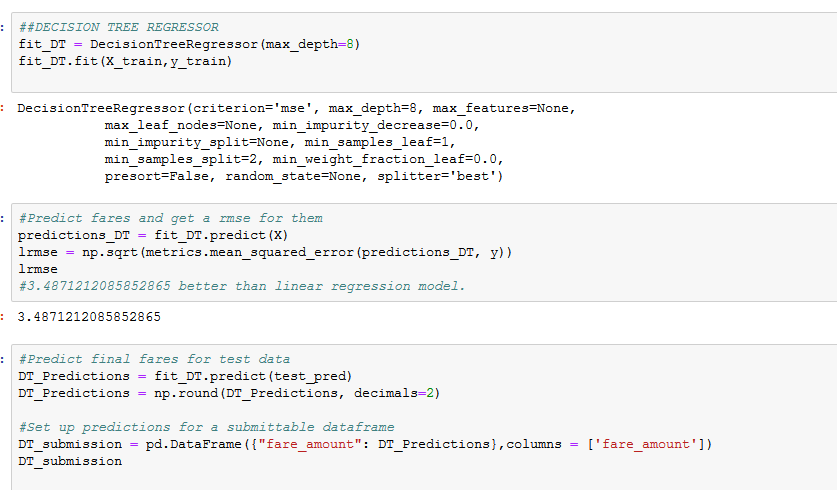 ##DECISION TREE REGRESSOR
fit_DT = DecisionTreeRegressor(max_depth=8)
fit_DT.fit(X_train,y_train)
DecisionTreeRegressor(criterion='mse', max_depth=8, max_features=None,
max_leaf_nodes=None, min_impurity_decrease=0.0,
min_impurity_split=None, min_samples_leaf=1,
min_samples_split=2, min_weight_fraction_leaf=0.0,
presort=False, random_state=None, splitter='best')
#Predict fares and get a rmse for them
predictions_DT = fit_DT.predict(X)
lrmse = np.sqrt(metrics.mean_squared_error(predictions_DT, y))
lrmse
#3.4871212085852865 better than linear regression model.
3.4871212085852865
#Predict final fares for test data
DT_Predictions = fit_DT.predict(test_pred)
DT_Predictions = np.round(DT_Predictions, decimals=2)
#Set up predictions for a submittable dataframe
DT_submission = pd.DataFrame({"fare_amount": DT_Predictions},columns = ['fare_amount'])
DT_submission